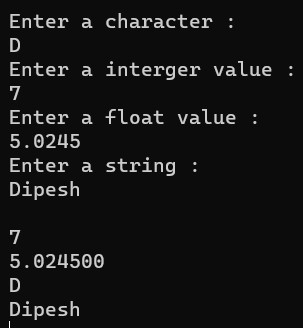 Enter a character :
D
Enter a interger value :
7
Enter a float value :
5.0245
Enter a string :
Dipesh
7
5.024500
D
Dipesh